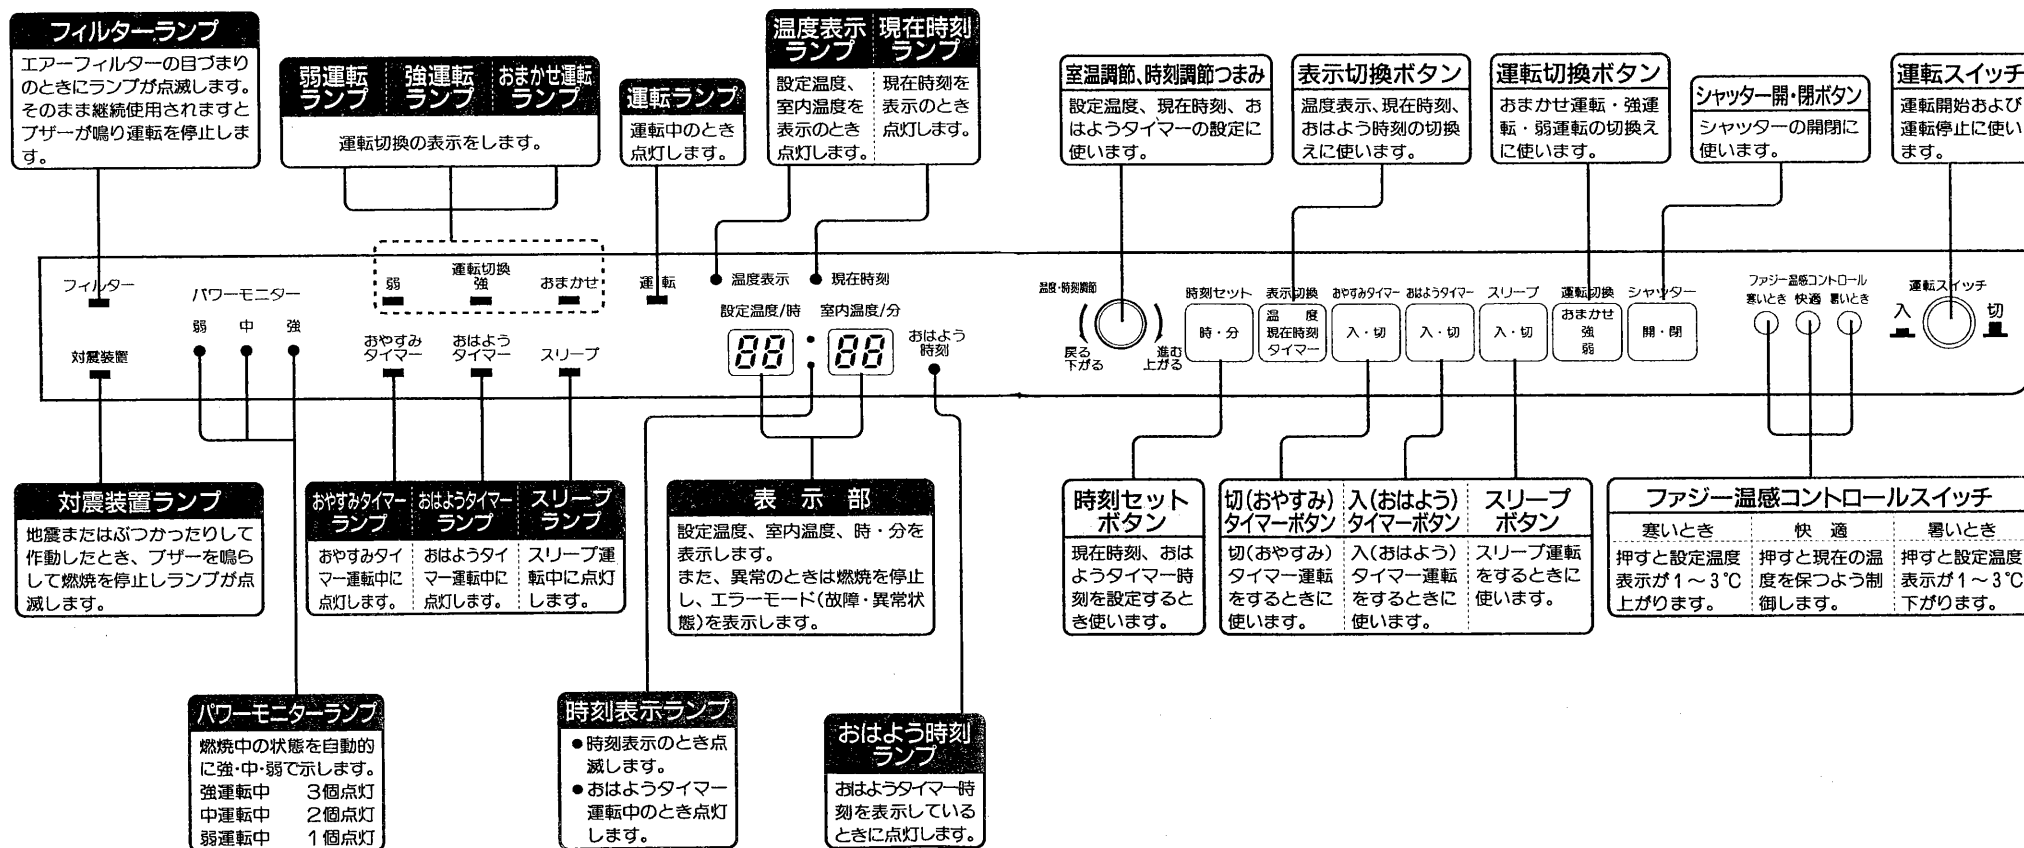 フィルターランプ
エアーフィルターの目づまり
のときにランプが点滅します。
そのまま継続使用されますと
ブザーが鳴り運転を停止しま
す。
弱運転
ランプ
強運転
ランプ
おまかせ運転
ランプ
運転切換の表示をします。
運転ランプ
運転中のとき
点灯します。
温度表示
ランプ
設定温度、
室内温度を
表示のとき
点灯します。
現在時刻
ランプ
現在時刻を
表示のとき
点灯します。
室温調節、時刻調節つまみ
設定温度、現在時刻、お
はようタイマーの設定に
使います。
表示切換ボタン
温度表示、現在時刻、
おはよう時刻の切換
えに使います。
運転切換ボタン
おまかせ運転・強運
転・弱運転の切換え
に使います。
シャッター開・閉ボタン
シャッターの開閉に
使います。
運転スイッチ
運転開始および
運転停止に使い
ます。
フィルター
対震装置
パワーモニター
弱 中 強
運転切換
弱 強 おまかせ
おやすみ
タイマー
おはよう
タイマー
スリープ
運転
温度表示 現在時刻
設定温度/時 室内温度/分
88:88
おはよう
時刻
温度・時刻調節
戻る
下がる
進む
上がる
時刻セット
時・分
表示切換
温度
現在時刻
タイマー
おやすみタイマー
入・切
おはようタイマー
入・切
スリープ
入・切
運転切換
おまかせ
強
弱
シャッター
開・閉
ファジー温感コントロール
寒いとき 快適 暑いとき
運転スイッチ
入 切
対震装置ランプ
地震またはぶつかったりして
作動したとき、ブザーを鳴ら
して燃焼を停止しランプが点
滅します。
おやすみタイマー
ランプ
おやすみタイ
マー運転中に
点灯します。
おはようタイマー
ランプ
おはようタイ
マー運転中に
点灯します。
スリープ
ランプ
スリープ運
転中に点灯
します。
表示部
設定温度、室内温度、時・分を
表示します。
また、異常のときは燃焼を停止
し、エラーモード(故障・異常状
態)を表示します。
時刻セット
ボタン
現在時刻、おは
ようタイマー時
刻を設定すると
き使います。
切(おやすみ)
タイマーボタン
切(おやすみ)
タイマー運転
をするときに
使います。
入(おはよう)
タイマーボタン
入(おはよう)
タイマー運転
をするときに
使います。
スリープ
ボタン
スリープ運転
をするときに
使います。
ファジー温感コントロールスイッチ
寒いとき
押すと設定温度
表示が1~3℃
上がります。
快適
押すと現在の温
度を保つよう制
御します。
暑いとき
押すと設定温度
表示が1~3℃
下がります。
パワーモニターランプ
燃焼中の状態を自動的
に強・中・弱で示します。
強運転中 3個点灯
中運転中 2個点灯
弱運転中 1個点灯
時刻表示ランプ
●時刻表示のとき点
滅します。
●おはようタイマー
運転中のとき点灯
します。
おはよう時刻
ランプ
おはようタイマー時
刻を表示している
ときに点灯します。